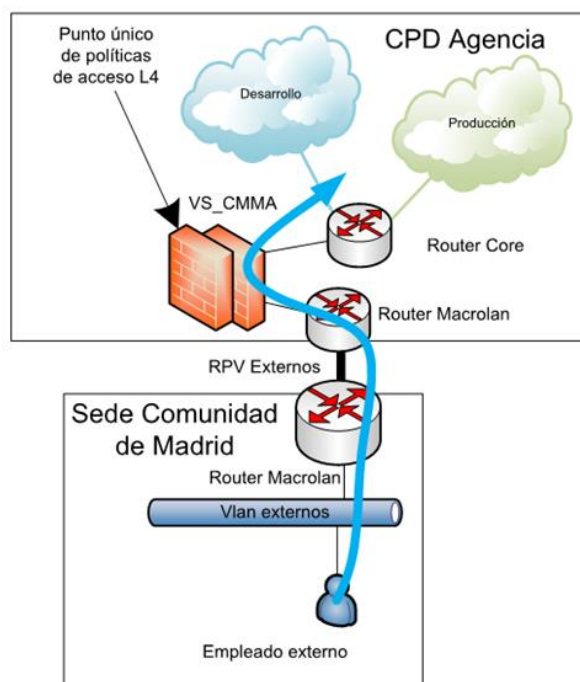 Punto único
de políticas
de acceso L4
CPD Agencia
Desarrollo
Producción
VS_CMMA
Router Core
Router Macrolan
RPV Externos
Sede Comunidad
de Madrid
Router Macrolan
Vlan externos
Empleado externo